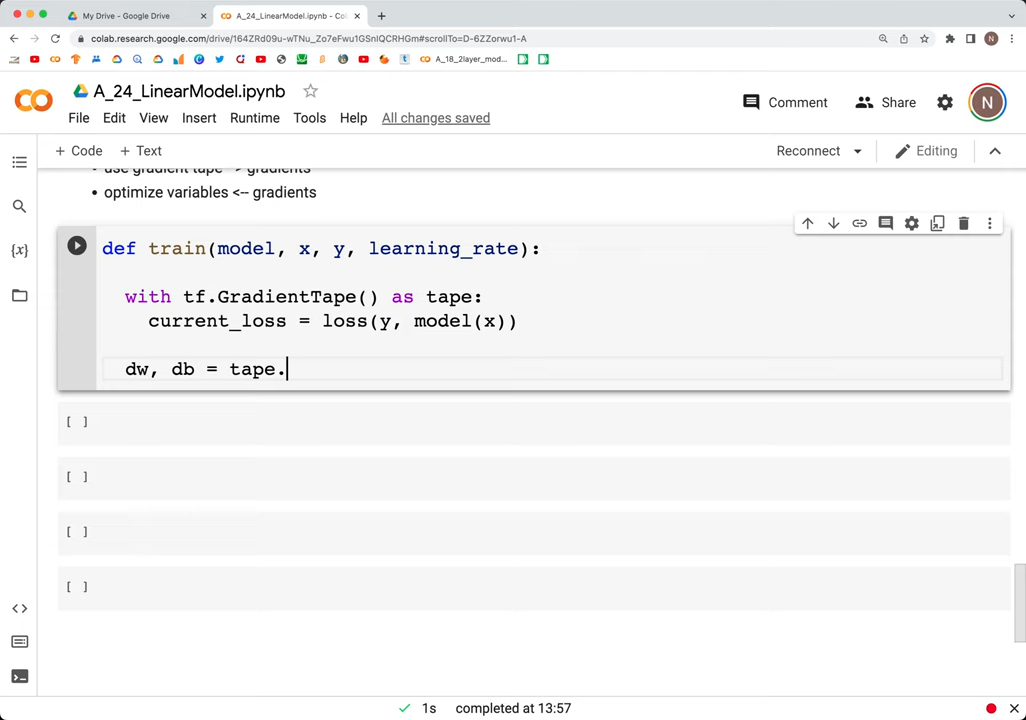 My Drive - Google Drive
A_24_LinearModel.ipynb - Col
colab.research.google.com/drive/164ZRd09u-wTNu_Zo7eFwu1GSnlQCRHGm#scrollTo=D-6ZZorwu1-A
N
A_18_2layer_mod...
A_24_LinearModel.ipynb
Comment
Share
N
File Edit View Insert Runtime Tools Help All changes saved
+ Code + Text
Reconnect
Editing
• optimize variables <-- gradients
def train(model, x, y, learning_rate):
with tf.GradientTape() as tape:
current_loss = loss(y, model(x))
dw, db = tape.
{x}
[ ]
[ ]
[ ]
[ ]
<>
1s completed at 13:57